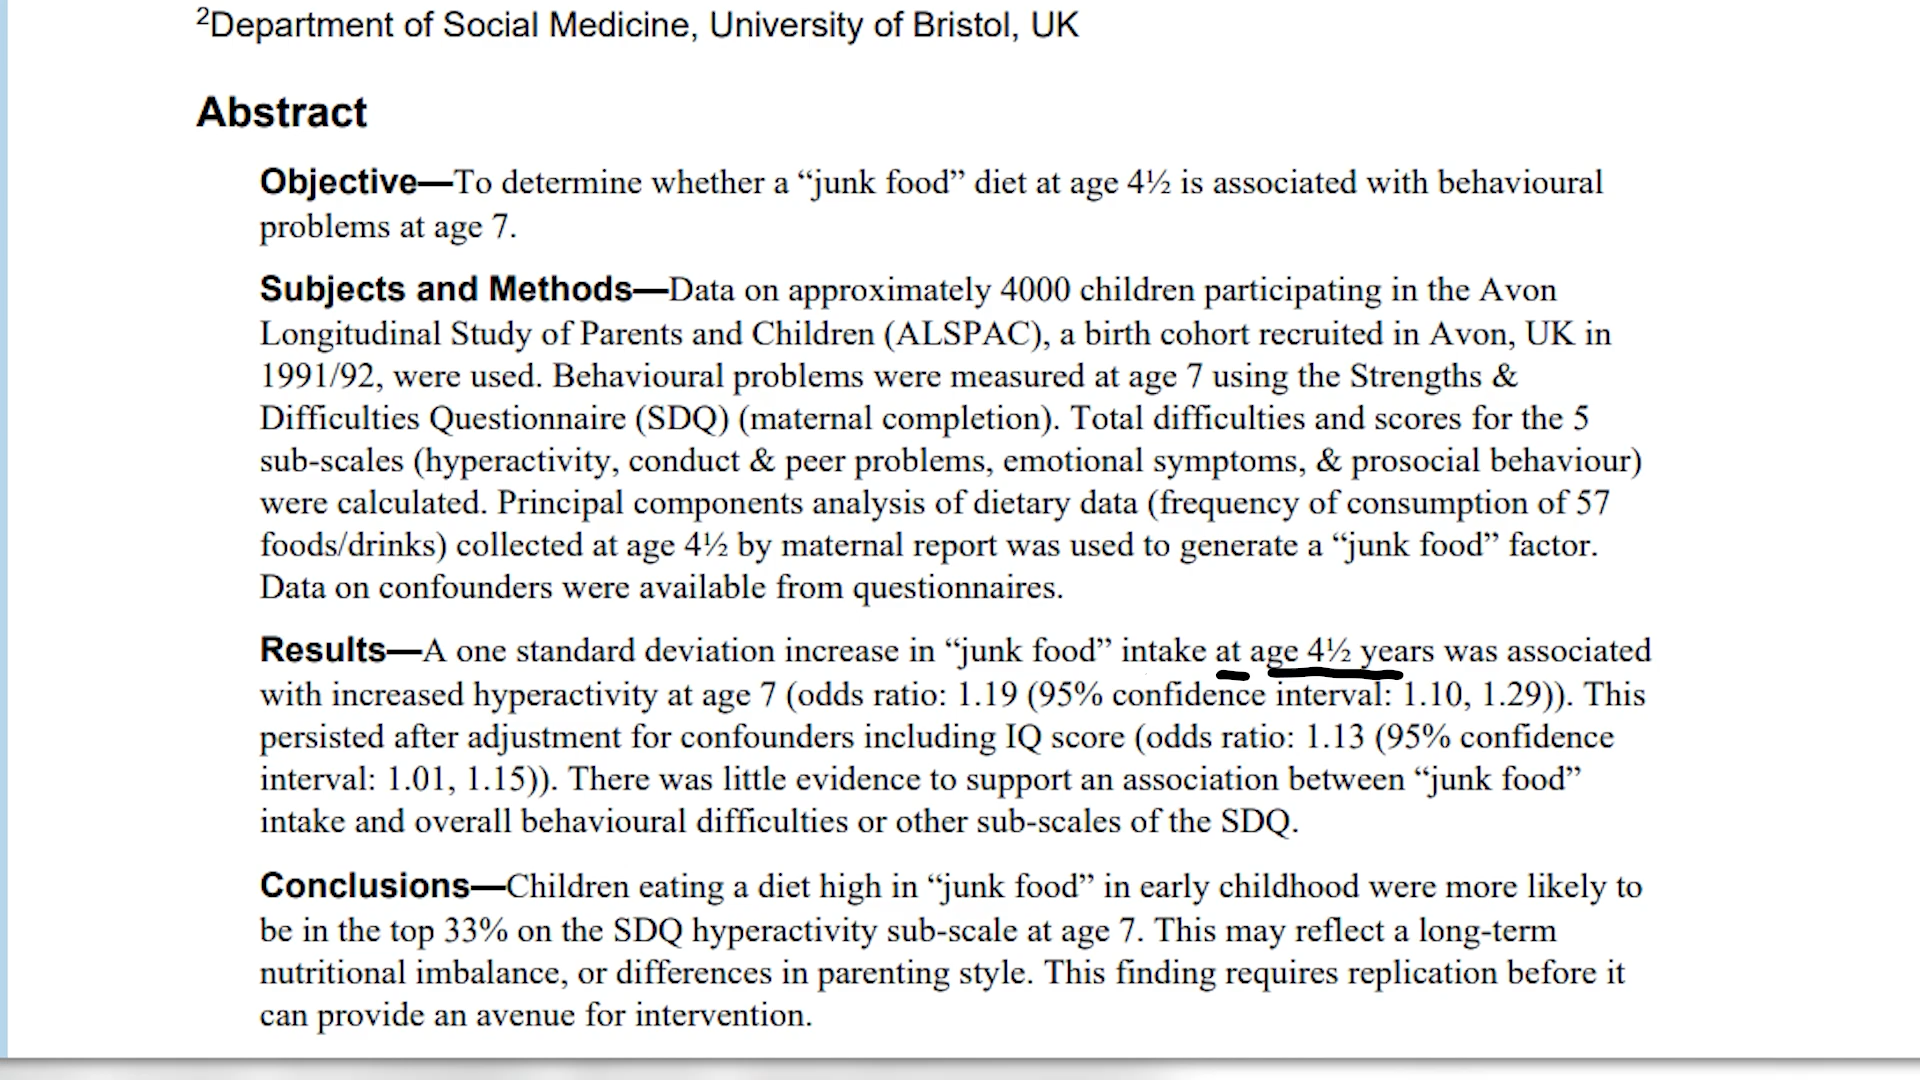 ²Department of Social Medicine, University of Bristol, UK
Abstract
Objective—To determine whether a “junk food” diet at age 4½ is associated with behavioural
problems at age 7.
Subjects and Methods—Data on approximately 4000 children participating in the Avon
Longitudinal Study of Parents and Children (ALSPAC), a birth cohort recruited in Avon, UK in
1991/92, were used. Behavioural problems were measured at age 7 using the Strengths &
Difficulties Questionnaire (SDQ) (maternal completion). Total difficulties and scores for the 5
sub-scales (hyperactivity, conduct & peer problems, emotional symptoms, & prosocial behaviour)
were calculated. Principal components analysis of dietary data (frequency of consumption of 57
foods/drinks) collected at age 4½ by maternal report was used to generate a “junk food” factor.
Data on confounders were available from questionnaires.
Results—A one standard deviation increase in “junk food” intake at age 4½ years was associated
with increased hyperactivity at age 7 (odds ratio: 1.19 (95% confidence interval: 1.10, 1.29)). This
persisted after adjustment for confounders including IQ score (odds ratio: 1.13 (95% confidence
interval: 1.01, 1.15)). There was little evidence to support an association between “junk food”
intake and overall behavioural difficulties or other sub-scales of the SDQ.
Conclusions—Children eating a diet high in “junk food” in early childhood were more likely to
be in the top 33% on the SDQ hyperactivity sub-scale at age 7. This may reflect a long-term
nutritional imbalance, or differences in parenting style. This finding requires replication before it
can provide an avenue for intervention.